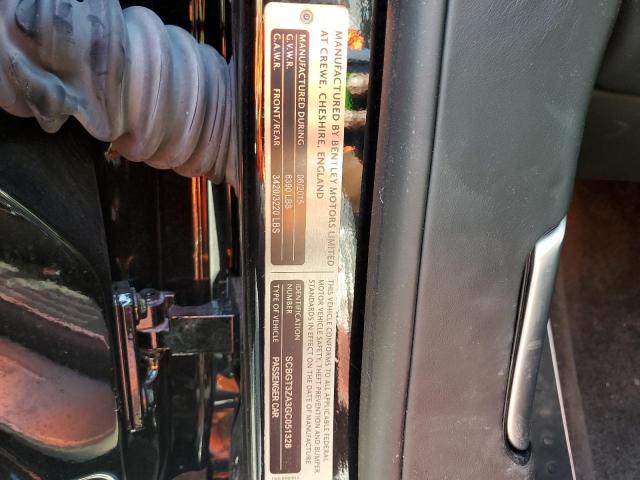 MANUFACTURED BY BENTLEY MOTORS LIMITED
AT CREWE, CHESHIRE, ENGLAND
MANUFACTURED DURING 06/2015
G.V.W.R. 6390 LBS
G.A.W.R. FRONT/REAR 3420/3220 LBS
THIS VEHICLE CONFORMS TO ALL APPLICABLE FEDERAL
MOTOR VEHICLE SAFETY, THEFT PREVENTION AND BUMPER
STANDARDS IN EFFECT ON THE DATE OF MANUFACTURE
IDENTIFICATION
NUMBER SCBGT3ZA3GC051328
TYPE OF VEHICLE PASSENGER CAR